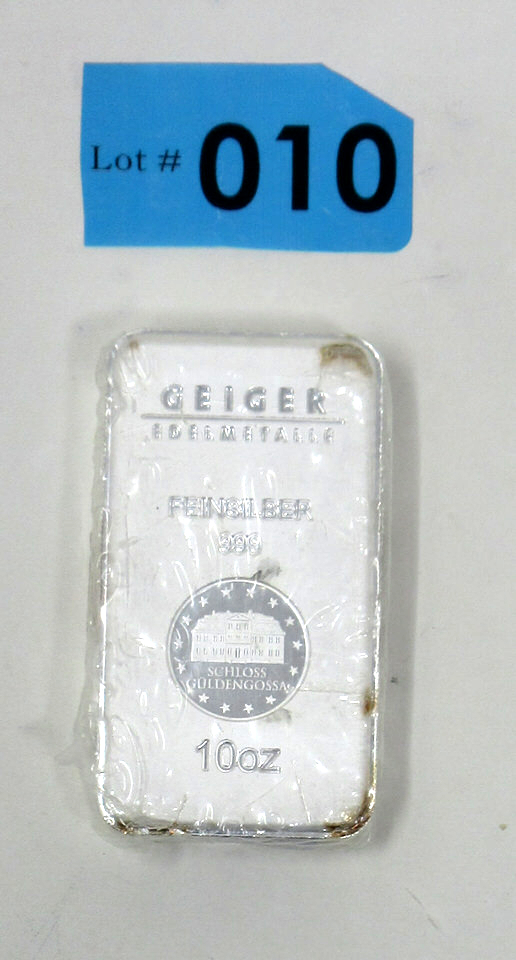 Lot # 010
GEIGER
EDELMETALLE
FEINSILBER
999
SCHLOSS
GÜLDENGOSSA
10oz